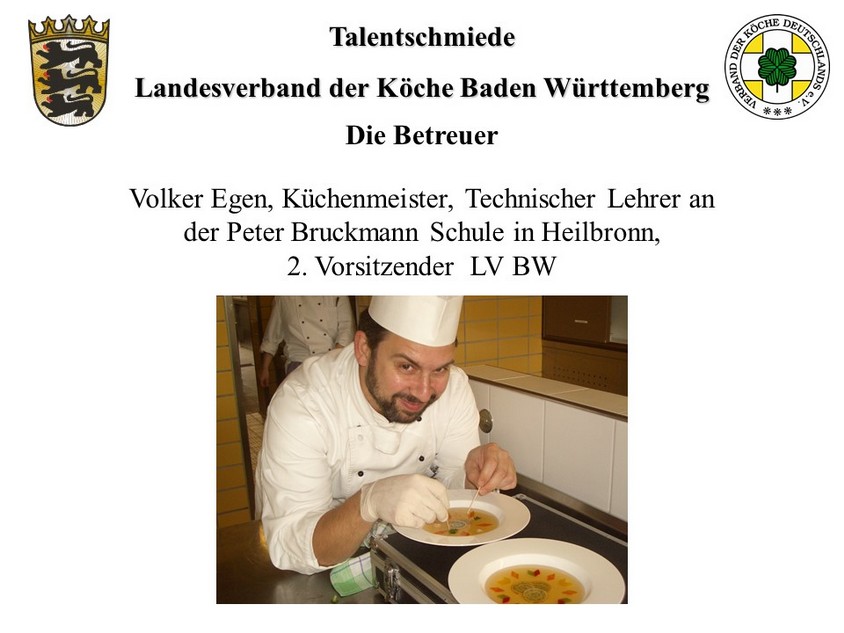 Talentschmiede
Landesverband der Köche Baden Württemberg
Die Betreuer
VERBAND DER KÖCHE DEUTSCHLANDS e.V.
Volker Egen, Küchenmeister, Technischer Lehrer an
der Peter Bruckmann Schule in Heilbronn,
2. Vorsitzender LV BW